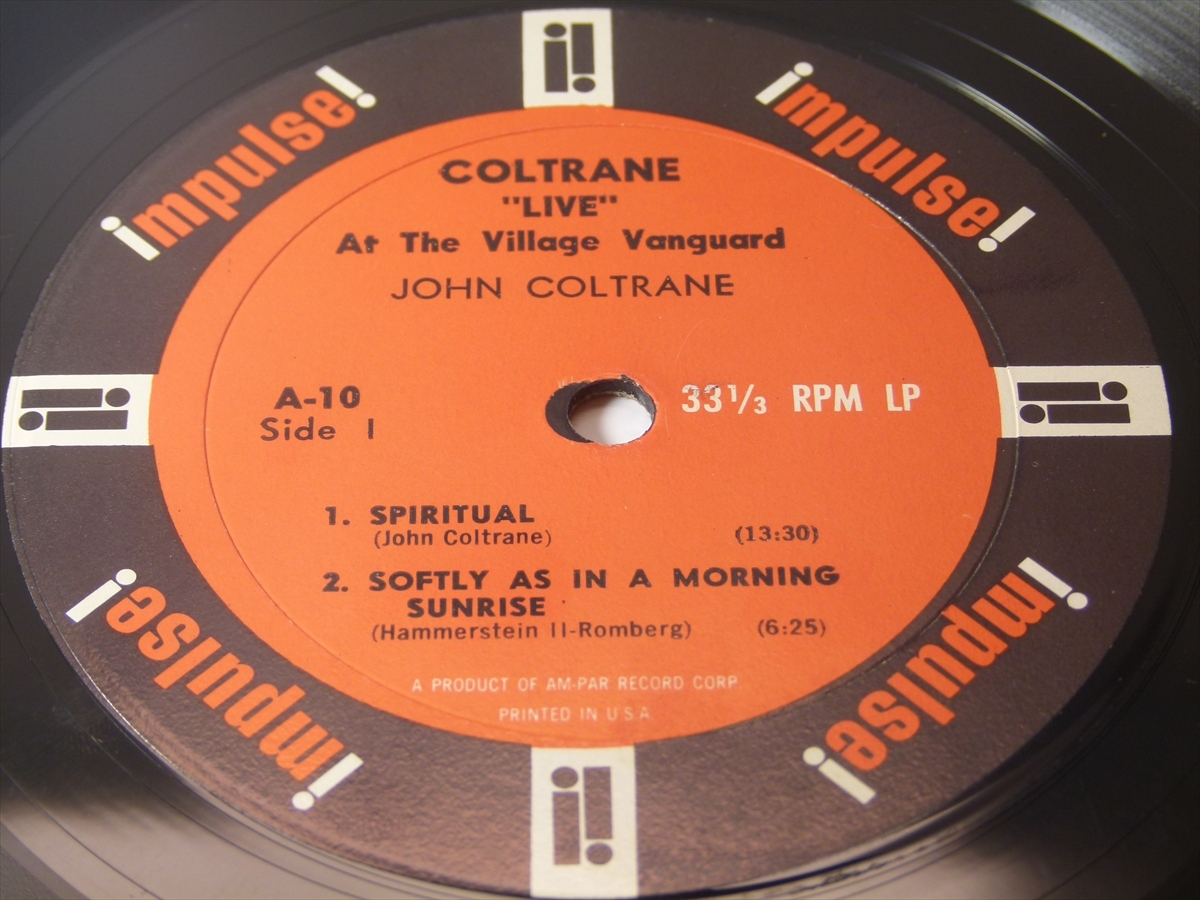 impulse!
impulse!
COLTRANE
"LIVE"
At The Village Vanguard
JOHN COLTRANE
A-10
Side 1
33 1/3 RPM LP
1. SPIRITUAL
(John Coltrane) (13:30)
2. SOFTLY AS IN A MORNING
SUNRISE
(Hammerstein II-Romberg) (6:25)
A PRODUCT OF AM-PAR RECORD CORP.
PRINTED IN U.S.A.
impulse!
impulse!